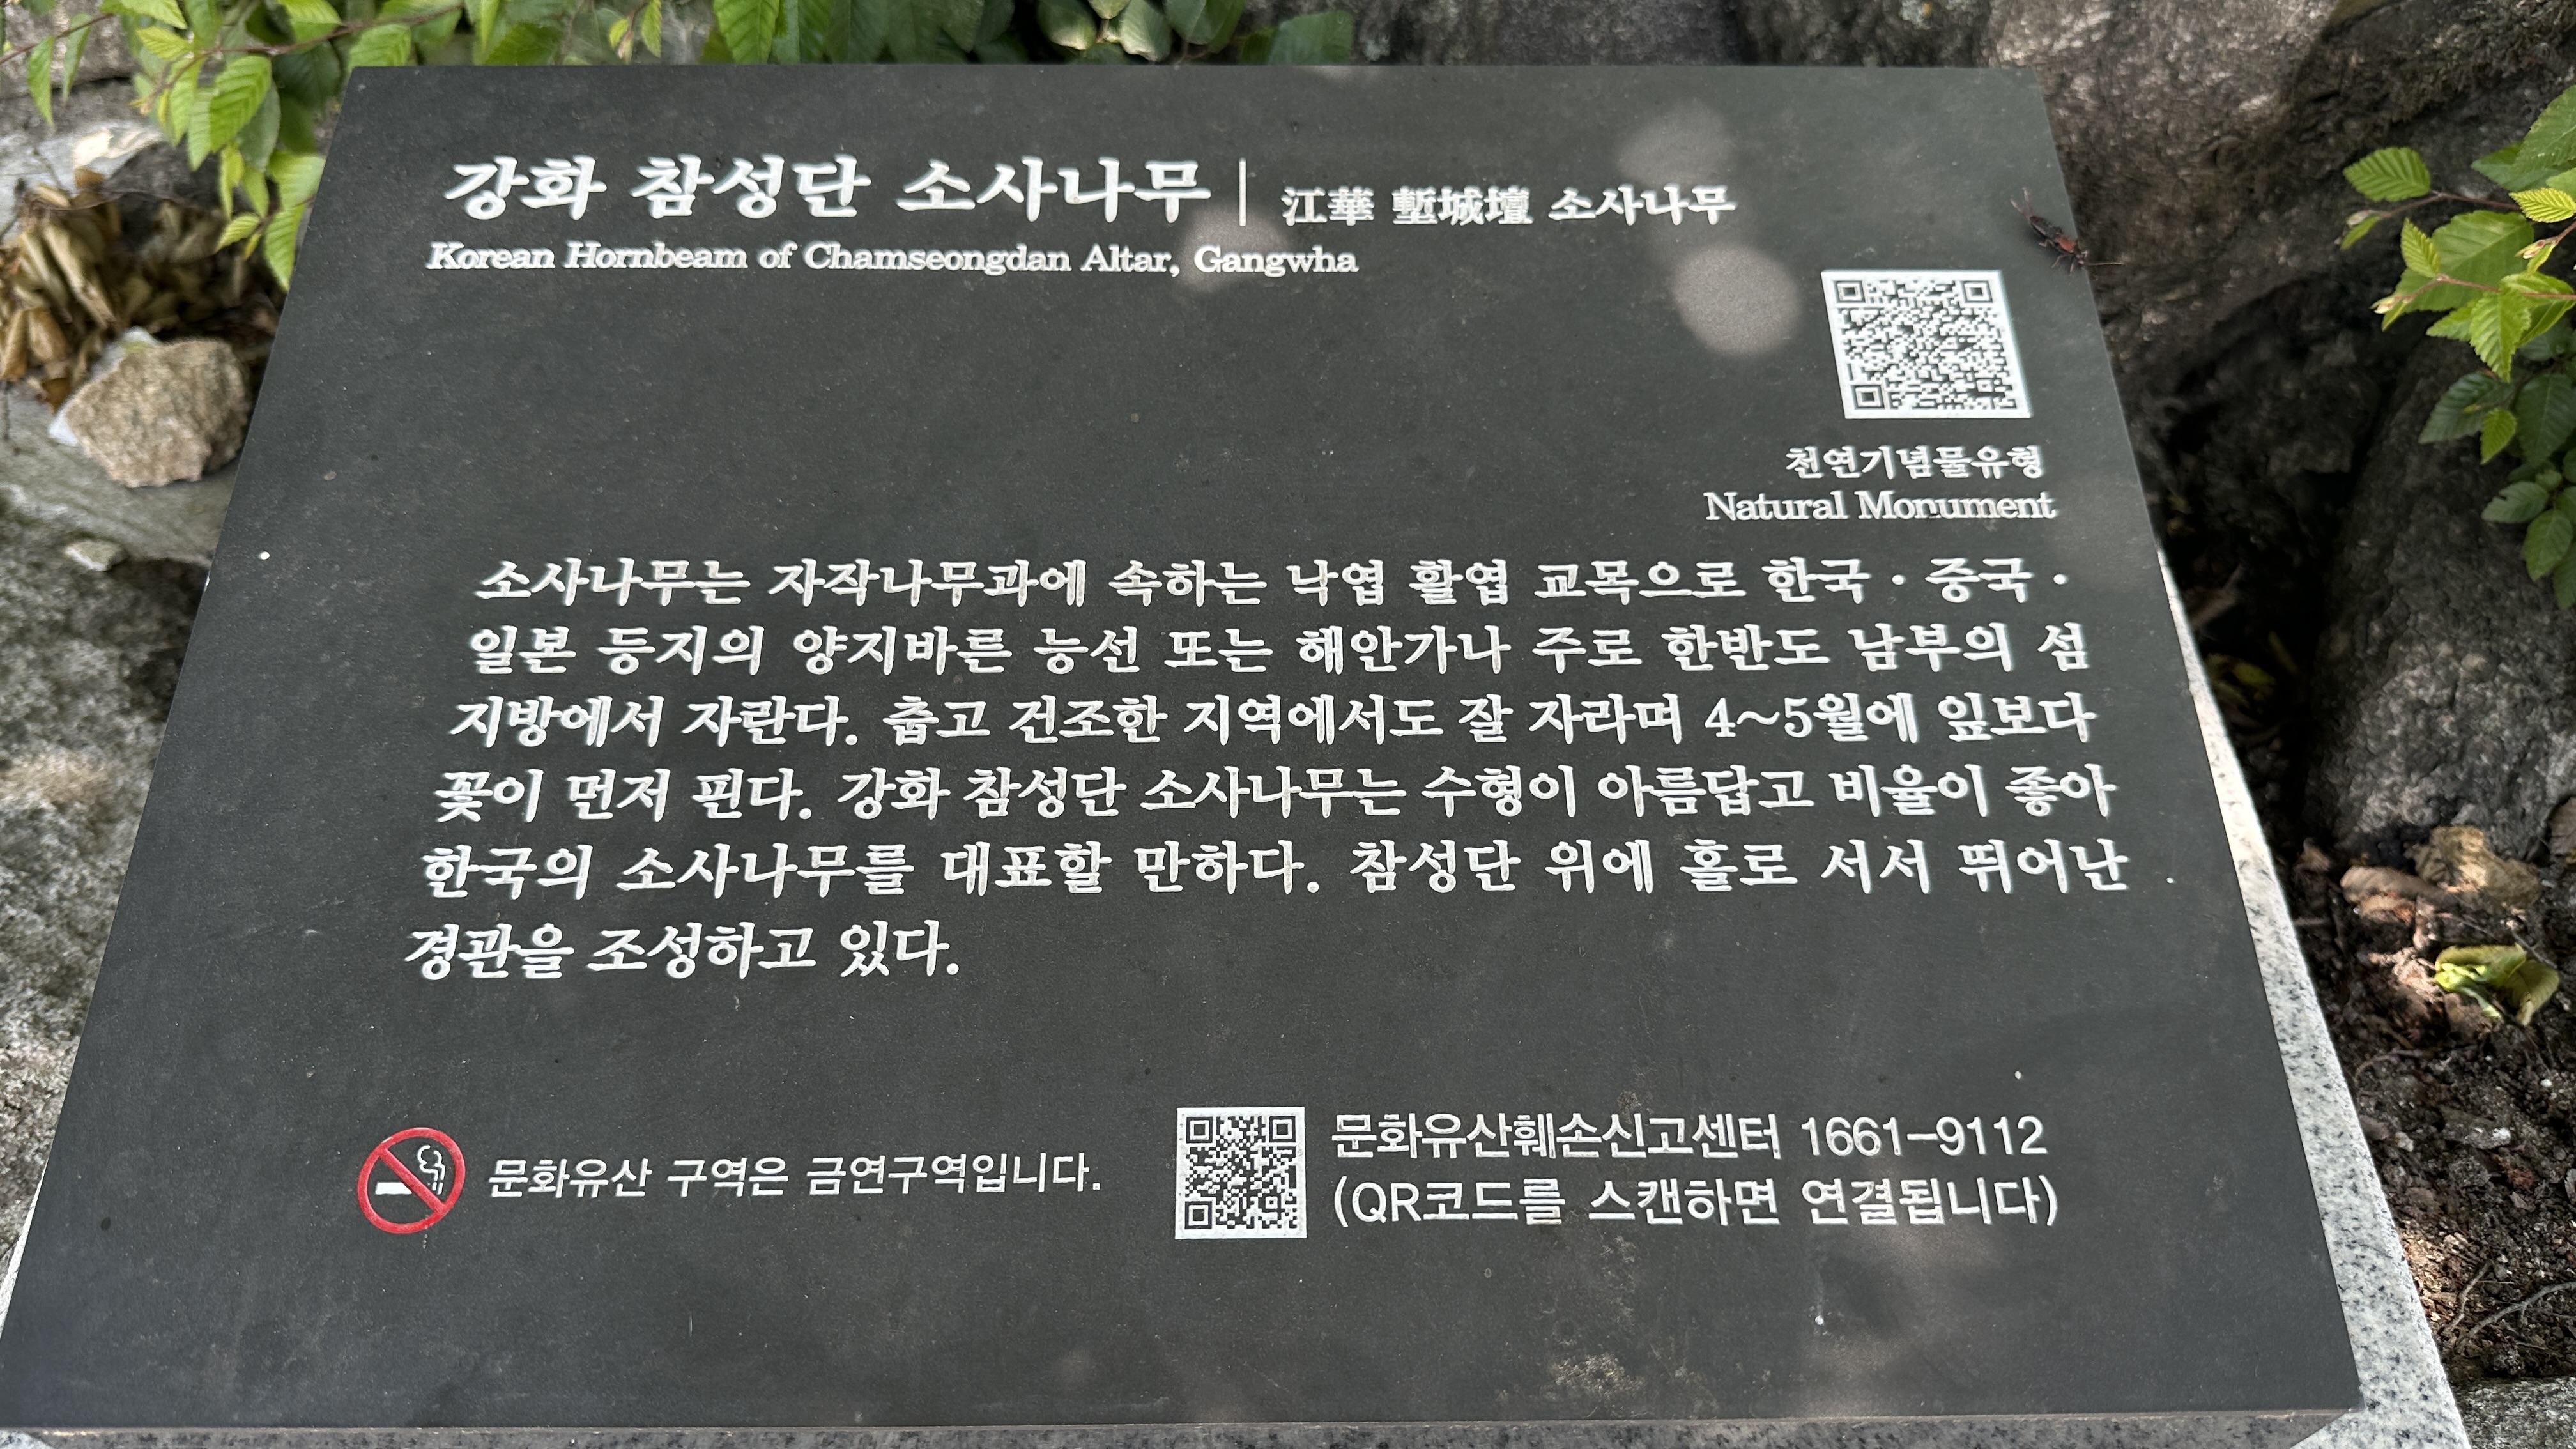 강화 참성단 소사나무 | 江華 塹城壇 소사나무
Korean Hornbeam of Chamseongdan Altar, Gangwha
천연기념물유형
Natural Monument
소사나무는 자작나무과에 속하는 낙엽 활엽 교목으로 한국 · 중국 ·
일본 등지의 양지바른 능선 또는 해안가나 주로 한반도 남부의 섬
지방에서 자란다. 춥고 건조한 지역에서도 잘 자라며 4~5월에 잎보다
꽃이 먼저 핀다. 강화 참성단 소사나무는 수형이 아름답고 비율이 좋아
한국의 소사나무를 대표할 만하다. 참성단 위에 홀로 서서 뛰어난
경관을 조성하고 있다.
문화유산 구역은 금연구역입니다.
문화유산훼손신고센터 1661-9112
(QR코드를 스캔하면 연결됩니다)